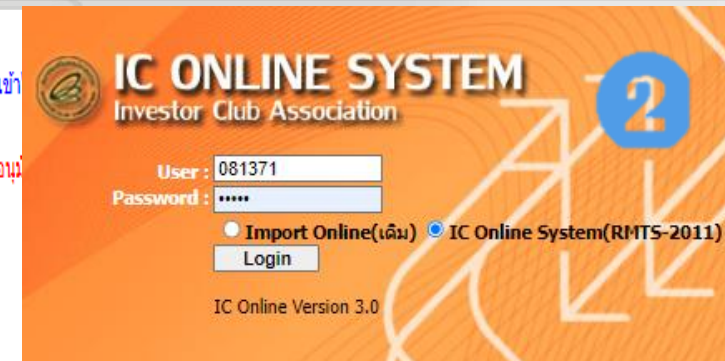 IC ONLINE SYSTEM
Investor Club Association
2
User : 081371
Password : •••••
Import Online(เดิม) IC Online System(RMTS-2011)
Login
IC Online Version 3.0